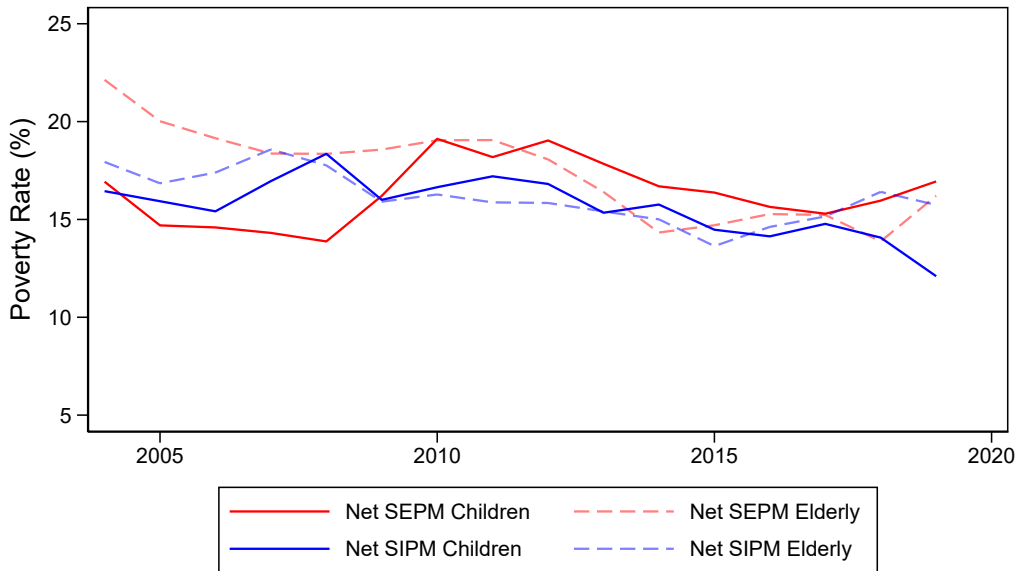 25
20
15
10
5
Poverty Rate (%)
2005 2010 2015 2020
Net SEPM Children Net SEPM Elderly
Net SIPM Children Net SIPM Elderly